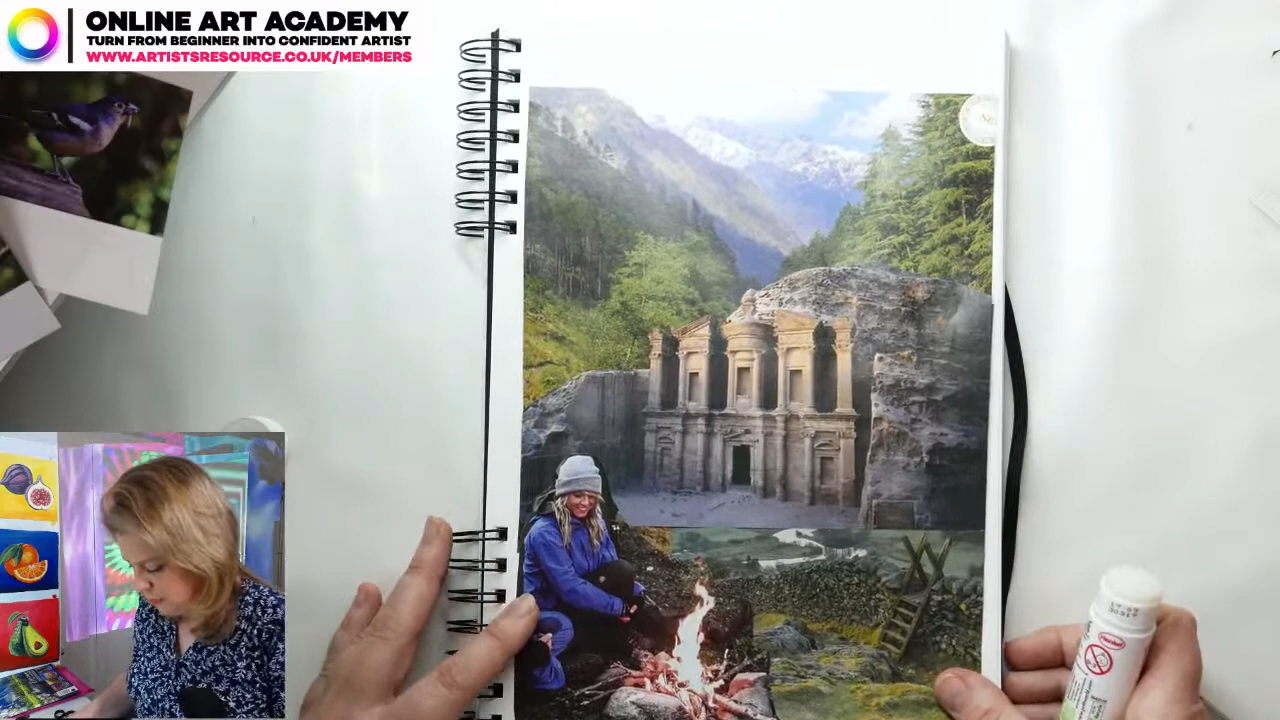 ONLINE ART ACADEMY
TURN FROM BEGINNER INTO CONFIDENT ARTIST
WWW.ARTISTSRESOURCE.CO.UK/MEMBERS